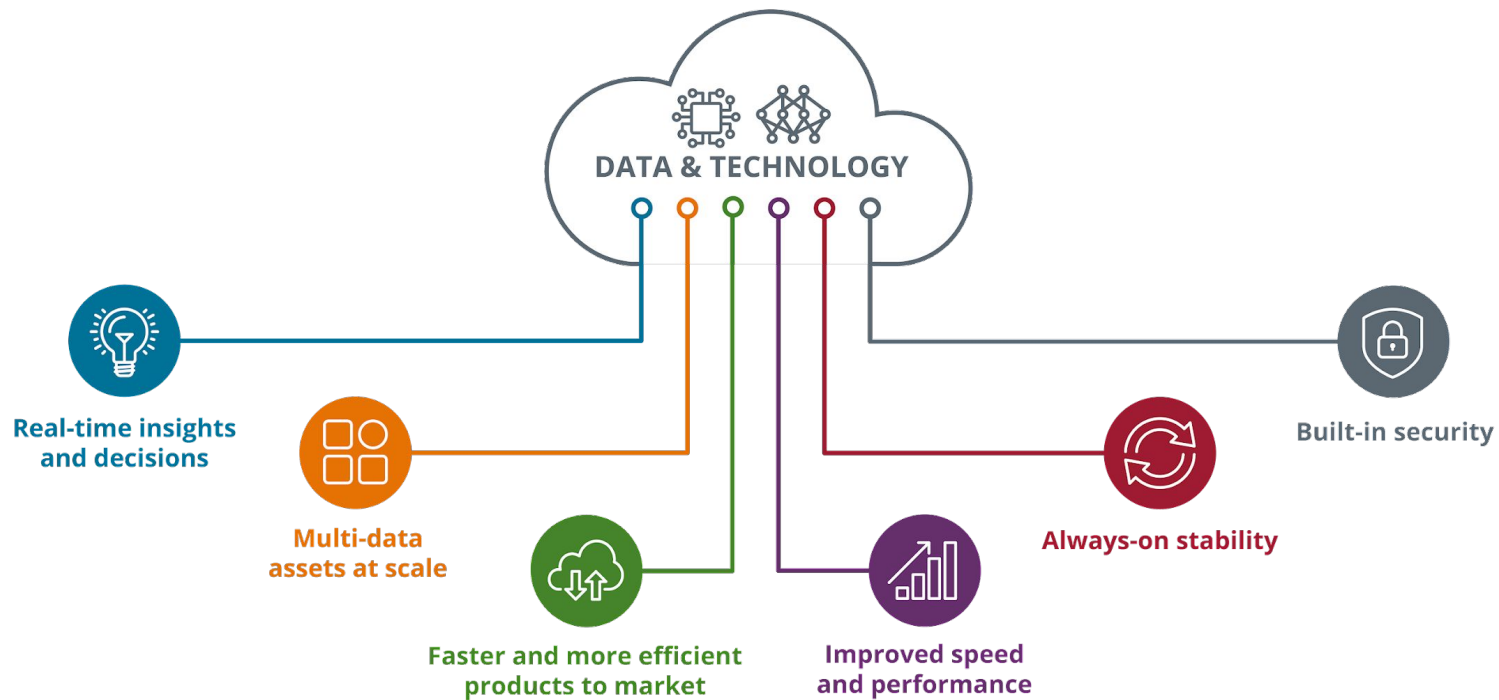 DATA & TECHNOLOGY
Real-time insights
and decisions
Multi-data
assets at scale
Faster and more efficient
products to market
Improved speed
and performance
Always-on stability
Built-in security